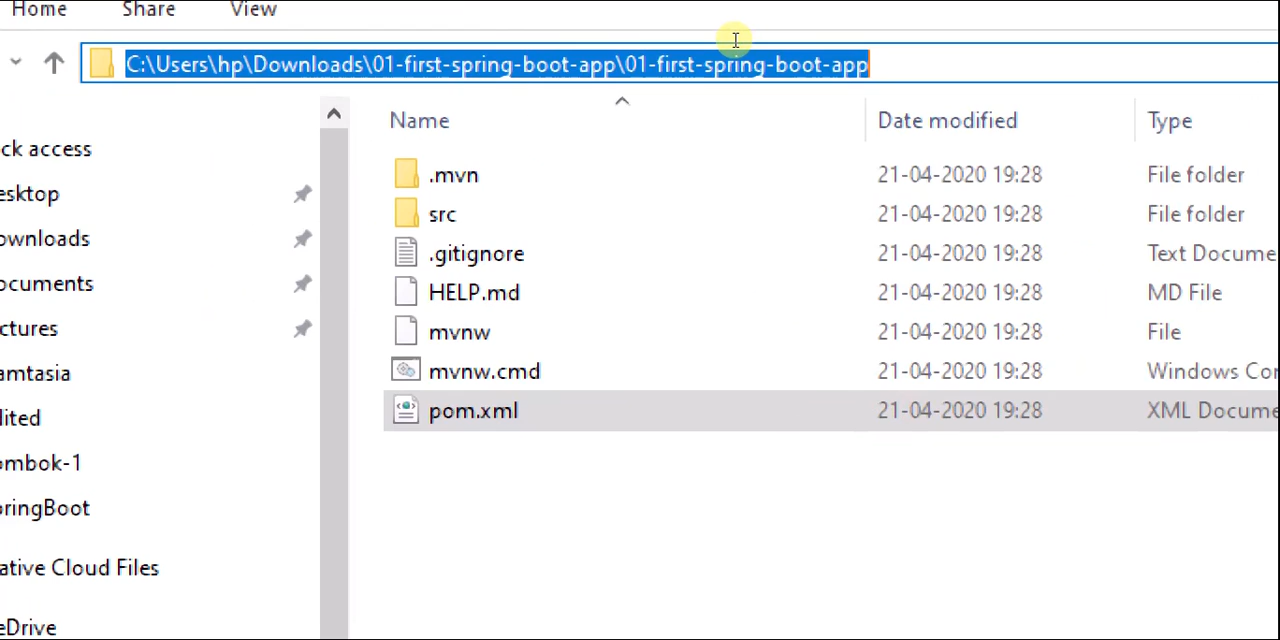 Home Share View
C:\Users\hp\Downloads\01-first-spring-boot-app\01-first-spring-boot-app
Name Date modified Type
ck access
esktop
ownloads
ocuments
ctures
amtasia
lited
ombok-1
oringBoot
ative Cloud Files
eDrive
.mvn 21-04-2020 19:28 File folder
src 21-04-2020 19:28 File folder
.gitignore 21-04-2020 19:28 Text Docume
HELP.md 21-04-2020 19:28 MD File
mvnw 21-04-2020 19:28 File
mvnw.cmd 21-04-2020 19:28 Windows Cor
pom.xml 21-04-2020 19:28 XML Docume